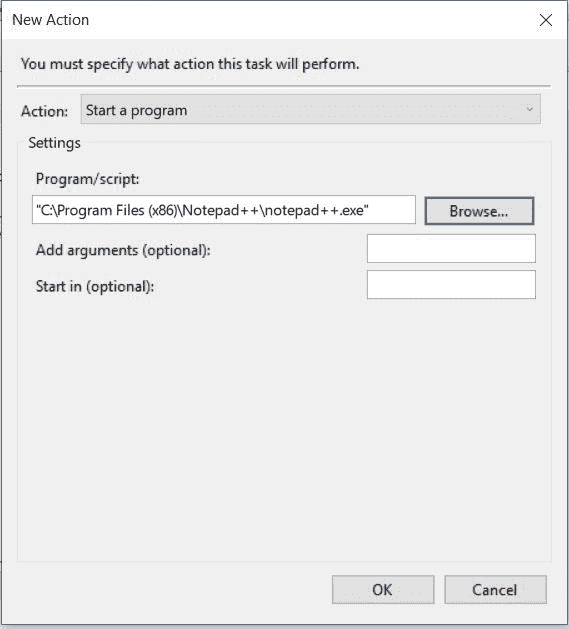 New Action
You must specify what action this task will perform.
Action: Start a program
Settings
Program/script:
"C:\Program Files (x86)\Notepad++\notepad++.exe" Browse...
Add arguments (optional):
Start in (optional):
OK Cancel